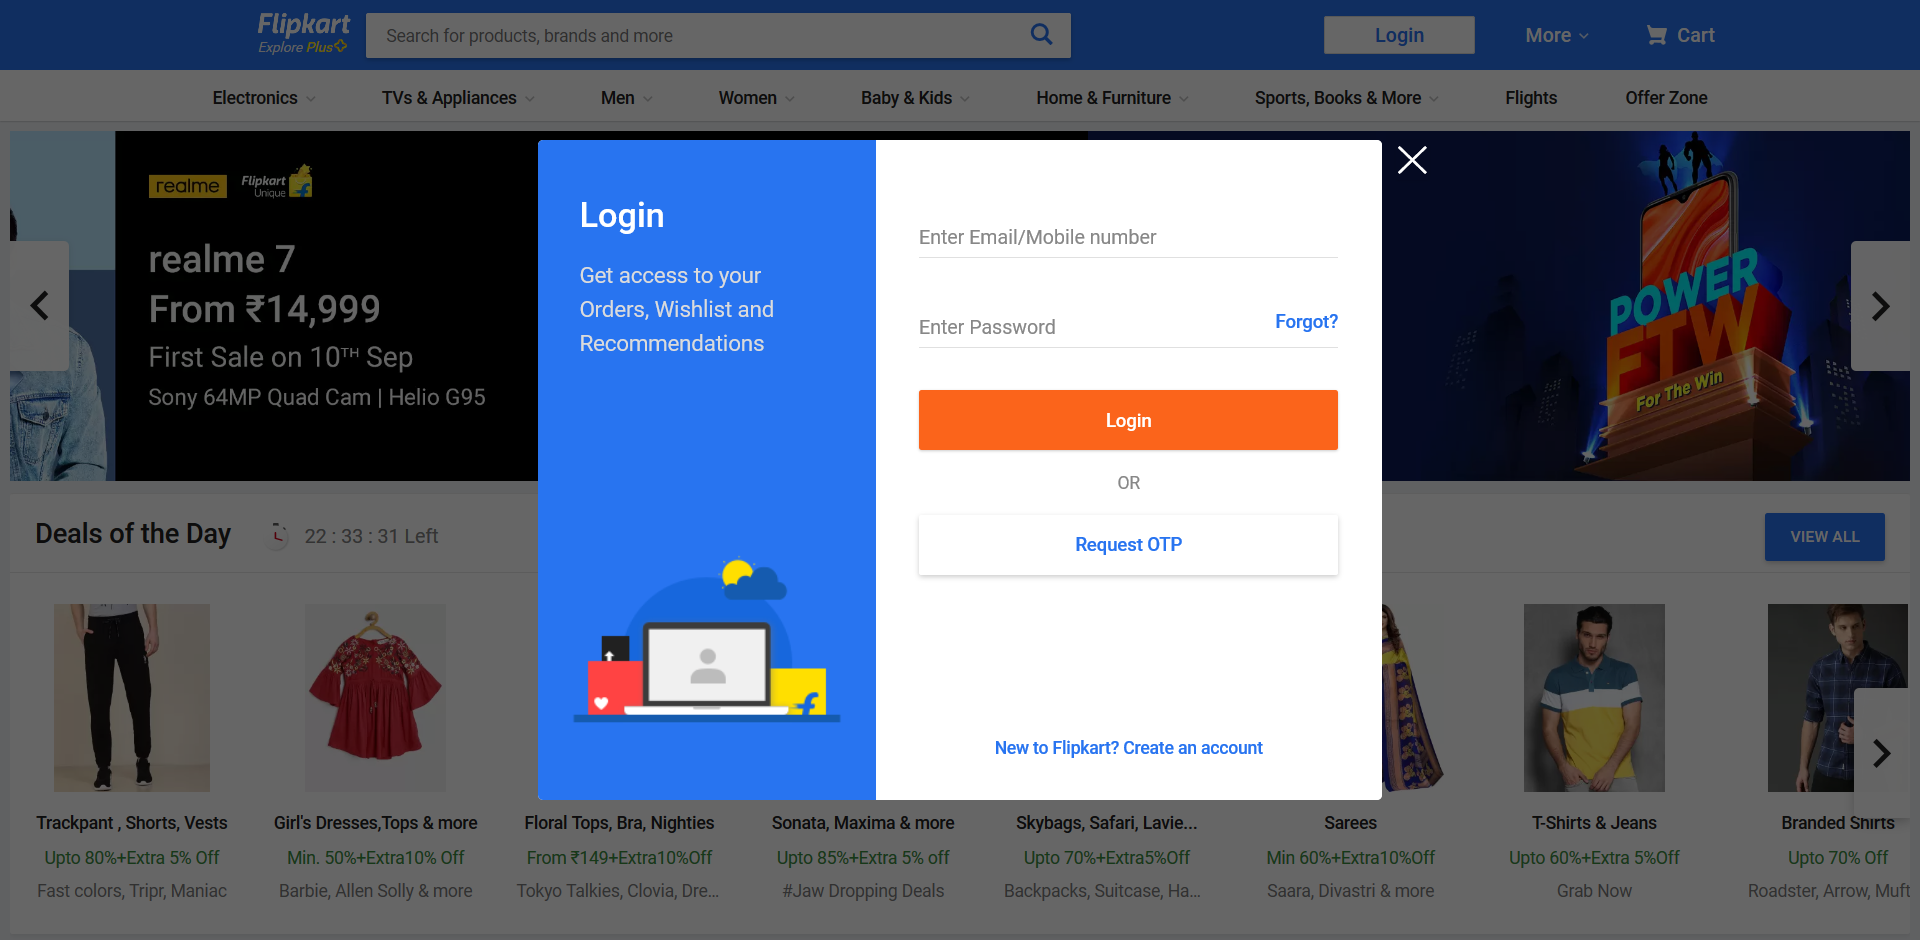 Flipkart
Explore Plus
Search for products, brands and more
Login
More
Cart
Electronics
TVs & Appliances
Men
Women
Baby & Kids
Home & Furniture
Sports, Books & More
Flights
Offer Zone
realme
Flipkart
Unique
realme 7
From ₹14,999
First Sale on 10TH Sep
Sony 64MP Quad Cam | Helio G95
Login
Get access to your
Orders, Wishlist and
Recommendations
Enter Email/Mobile number
Enter Password
Forgot?
Login
OR
Request OTP
New to Flipkart? Create an account
POWER
FTW
For The Win
Deals of the Day
22 : 33 : 31 Left
VIEW ALL
Trackpant , Shorts, Vests
Upto 80%+Extra 5% Off
Fast colors, Tripr, Maniac
Girl's Dresses,Tops & more
Min. 50%+Extra10% Off
Barbie, Allen Solly & more
Floral Tops, Bra, Nighties
From ₹149+Extra10%Off
Tokyo Talkies, Clovia, Dre...
Sonata, Maxima & more
Upto 85%+Extra 5% off
#Jaw Dropping Deals
Skybags, Safari, Lavie...
Upto 70%+Extra5%Off
Backpacks, Suitcase, Ha...
Sarees
Min 60%+Extra10%Off
Saara, Divastri & more
T-Shirts & Jeans
Upto 60%+Extra 5%Off
Grab Now
Branded Shirts
Upto 70% Off
Roadster, Arrow, Muft